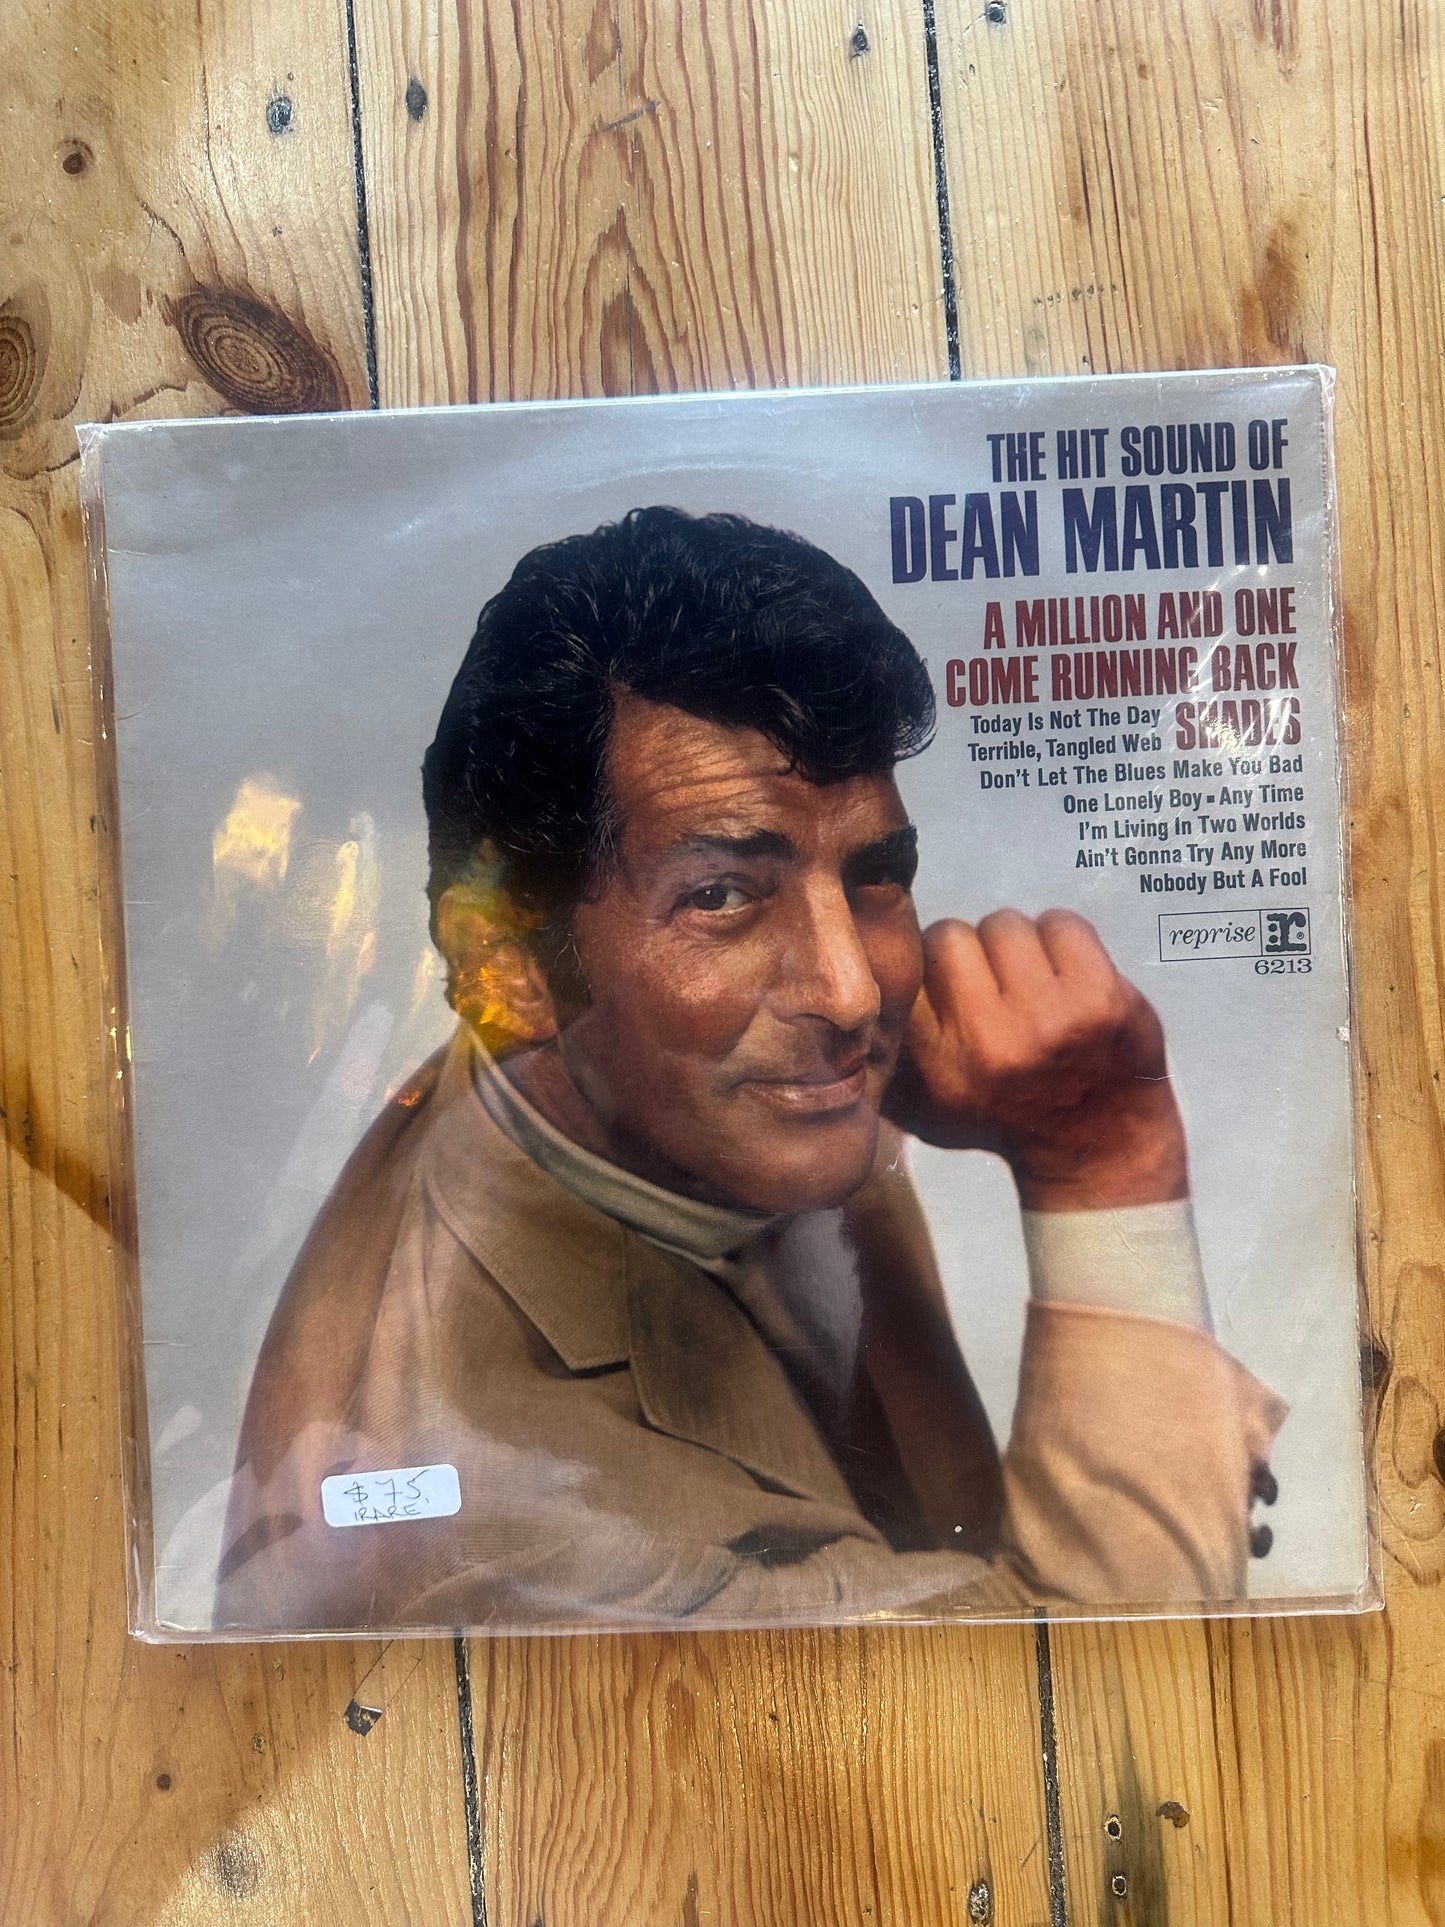 THE HIT SOUND OF
DEAN MARTIN
A MILLION AND ONE
COME RUNNING BACK
SHADES
Today Is Not The Day
Terrible, Tangled Web
Don't Let The Blues Make You Bad
One Lonely Boy ▪ Any Time
I'm Living In Two Worlds
Ain't Gonna Try Any More
Nobody But A Fool
reprise r®
6213
$75.
RARE.